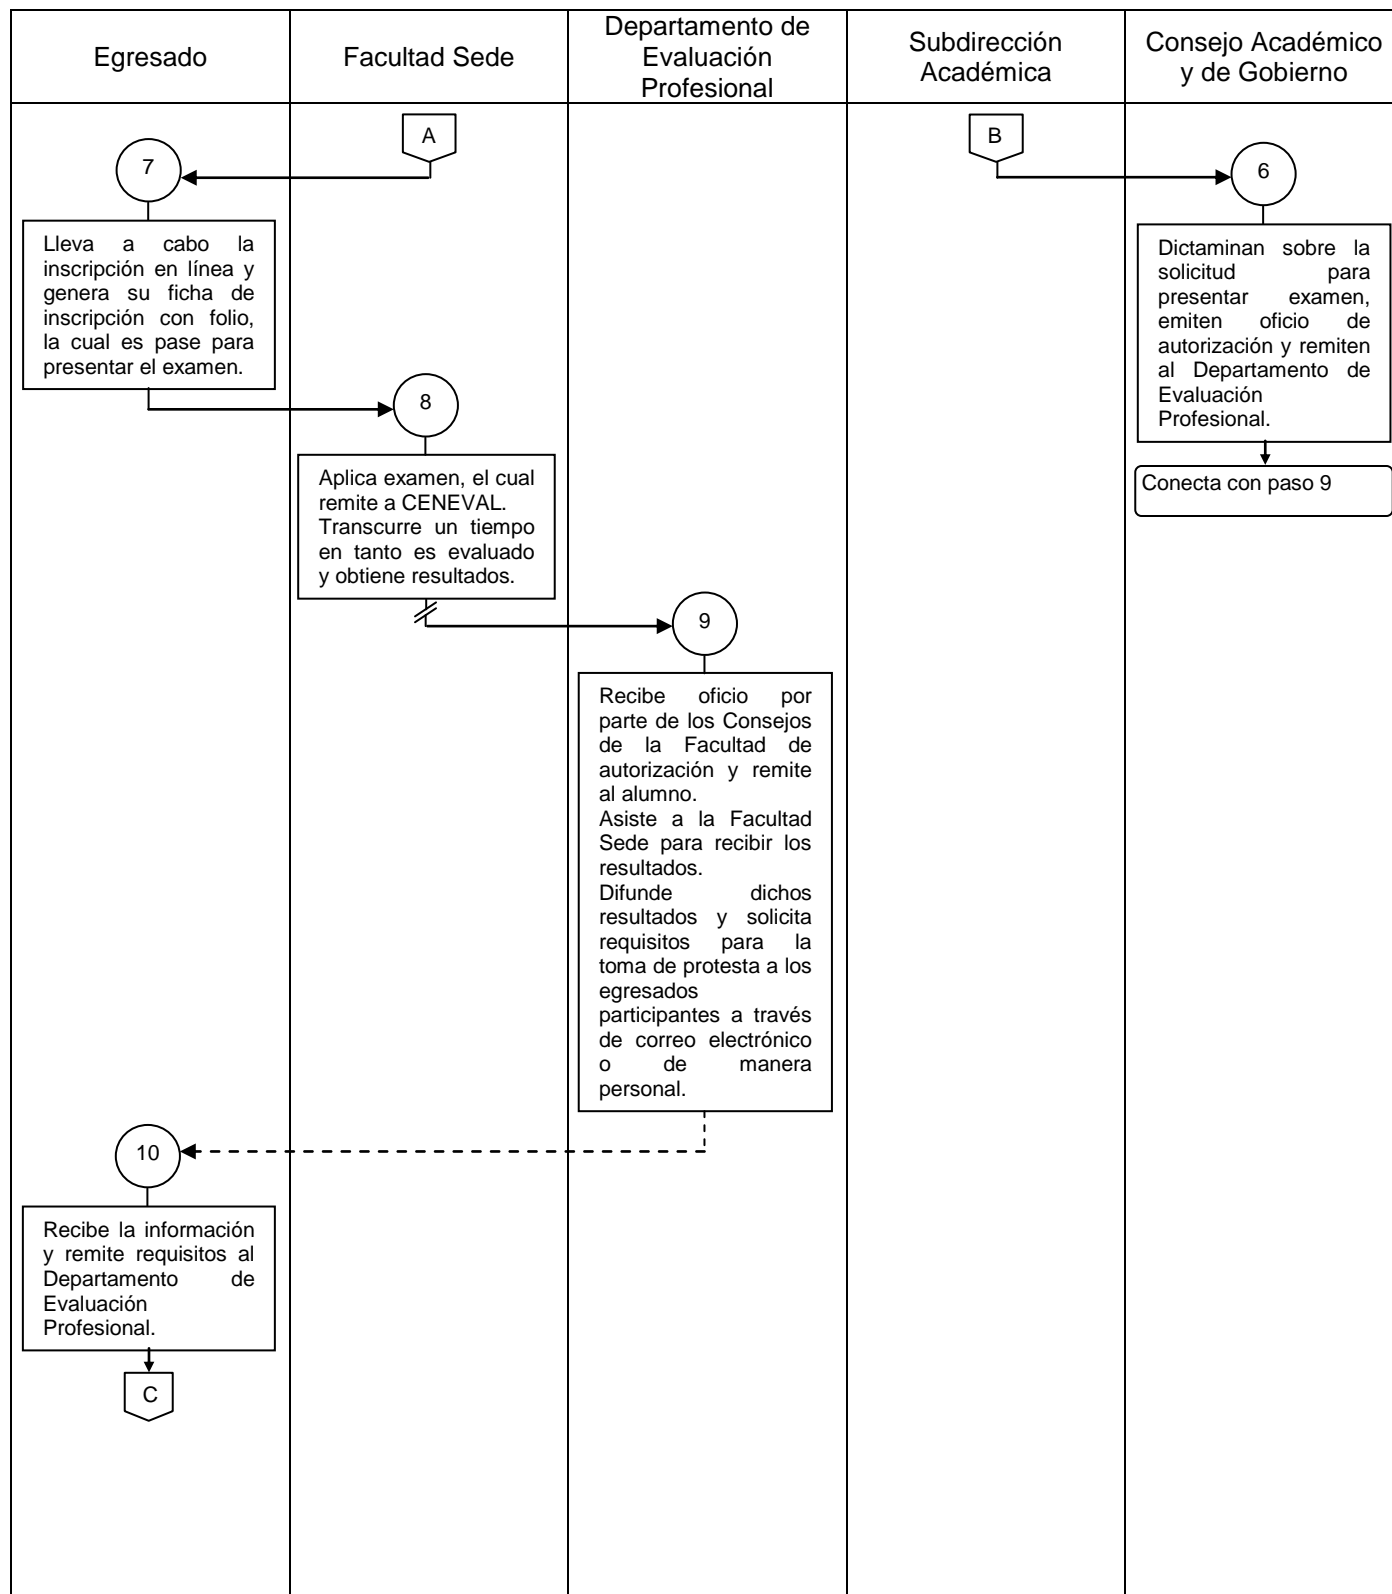 Egresado
Facultad Sede
Departamento de
Evaluación
Profesional
Subdirección
Académica
Consejo Académico
y de Gobierno
A
B
7
6
Lleva a cabo la
inscripción en línea y
genera su ficha de
inscripción con folio,
la cual es pase para
presentar el examen.
Dictaminan sobre la
solicitud para
presentar examen,
emiten oficio de
autorización y remiten
al Departamento de
Evaluación
Profesional.
Conecta con paso 9
8
Aplica examen, el cual
remite a CENEVAL.
Transcurre un tiempo
en tanto es evaluado
y obtiene resultados.
9
Recibe oficio por
parte de los Consejos
de la Facultad de
autorización y remite
al alumno.
Asiste a la Facultad
Sede para recibir los
resultados.
Difunde dichos
resultados y solicita
requisitos para la
toma de protesta a los
egresados
participantes a través
de correo electrónico
o de manera
personal.
10
Recibe la información
y remite requisitos al
Departamento de
Evaluación
Profesional.
C